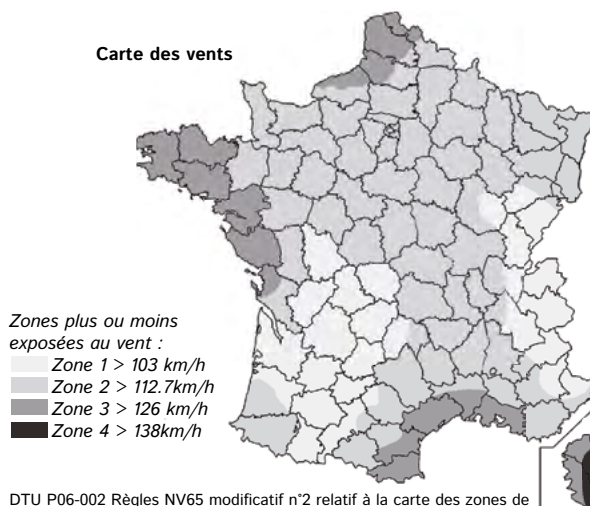 Carte des vents
Zones plus ou moins
exposées au vent :
Zone 1 > 103 km/h
Zone 2 > 112.7km/h
Zone 3 > 126 km/h
Zone 4 > 138km/h
DTU P06-002 Règles NV65 modificatif n°2 relatif à la carte des zones de